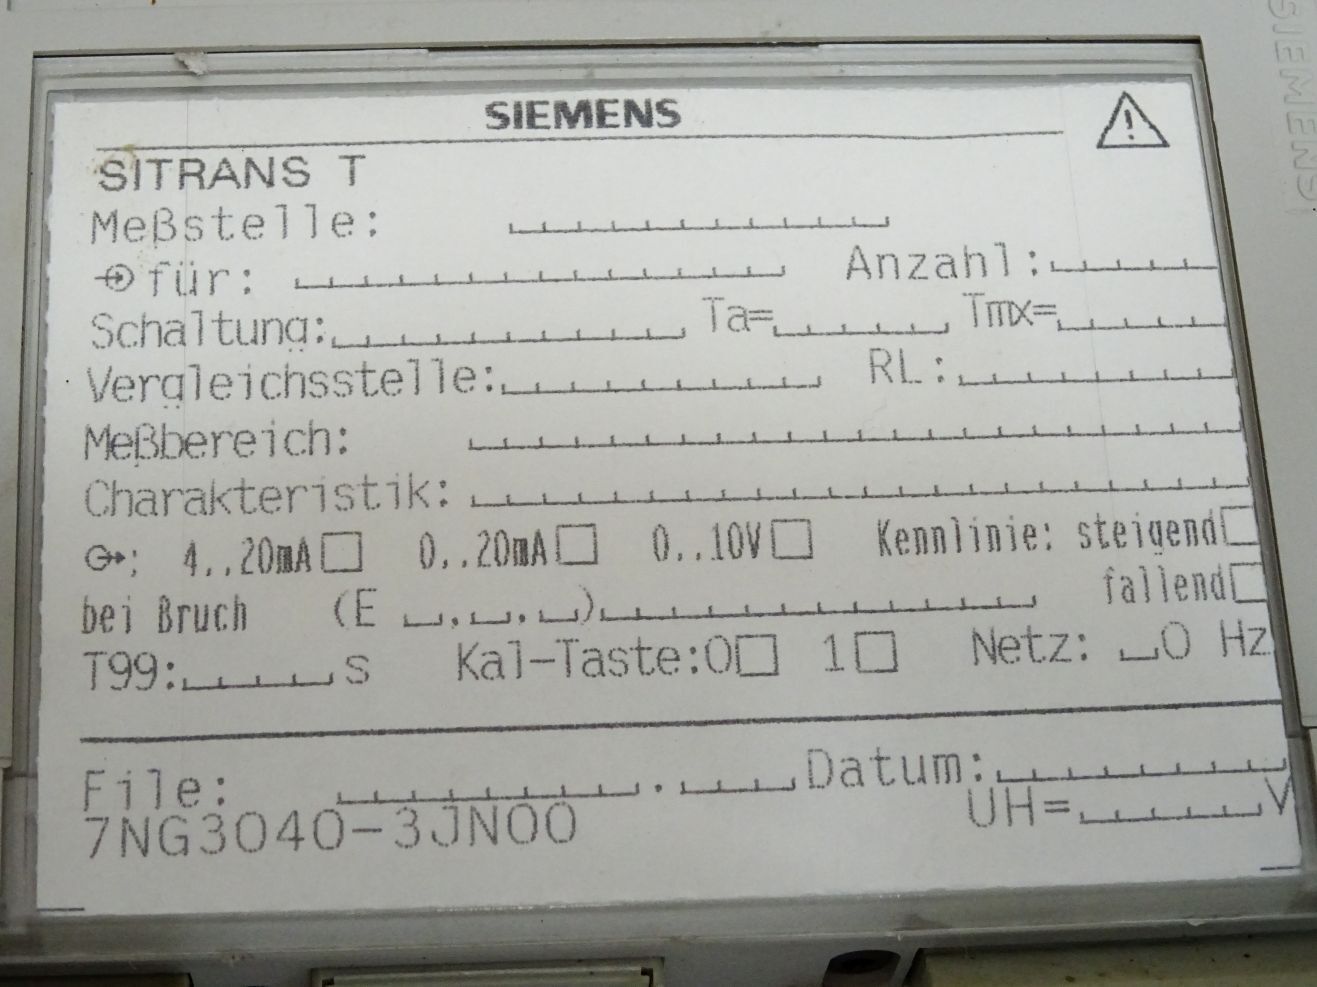 SIEMENS
SIEMENS
SITRANS T
Meßstelle:
für: Anzahl:
Schaltung: Ta= Tmx=
Vergleichsstelle: RL:
Meßbereich:
Charakteristik:
: 4..20mA 0..20mA 0..10V Kennlinie: steigend
bei Bruch (E . . ) fallend
T99: s Kal-Taste:0 1 Netz: 0 Hz
File: . Datum:
7NG3040-3JN00 UH= V